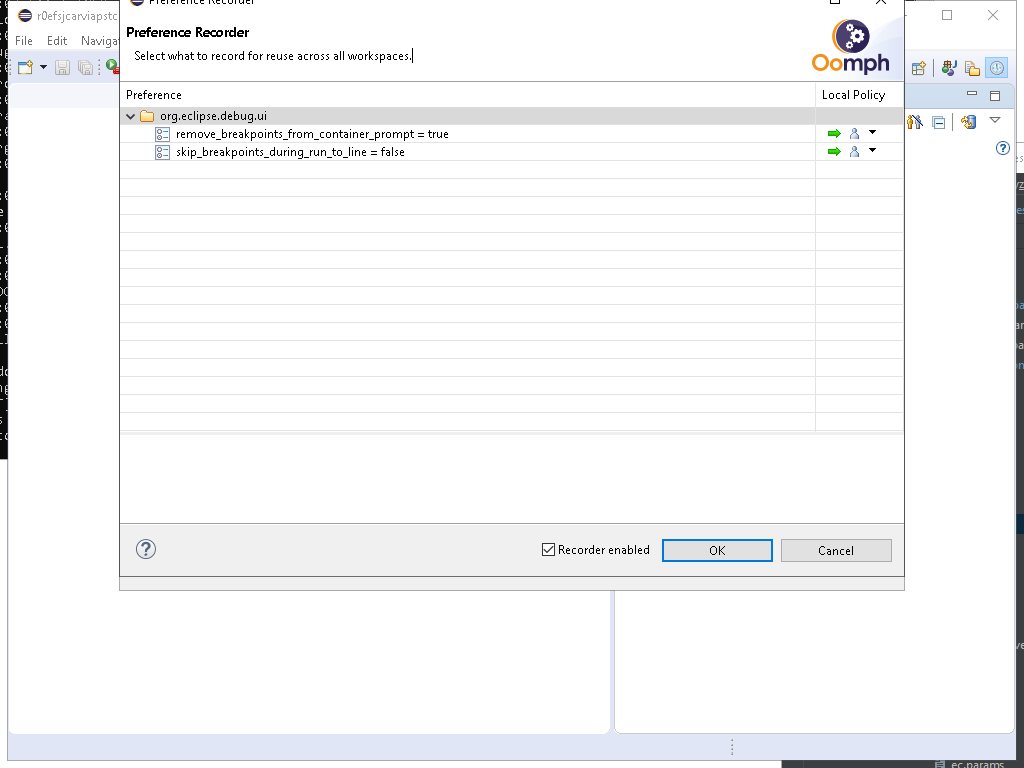 r0efsjcarviapstc
Preference Recorder
File Edit Naviga
Preference Recorder
Select what to record for reuse across all workspaces.
Oomph
Preference Local Policy
org.eclipse.debug.ui
remove_breakpoints_from_container_prompt = true
skip_breakpoints_during_run_to_line = false
Recorder enabled OK Cancel
ec.params